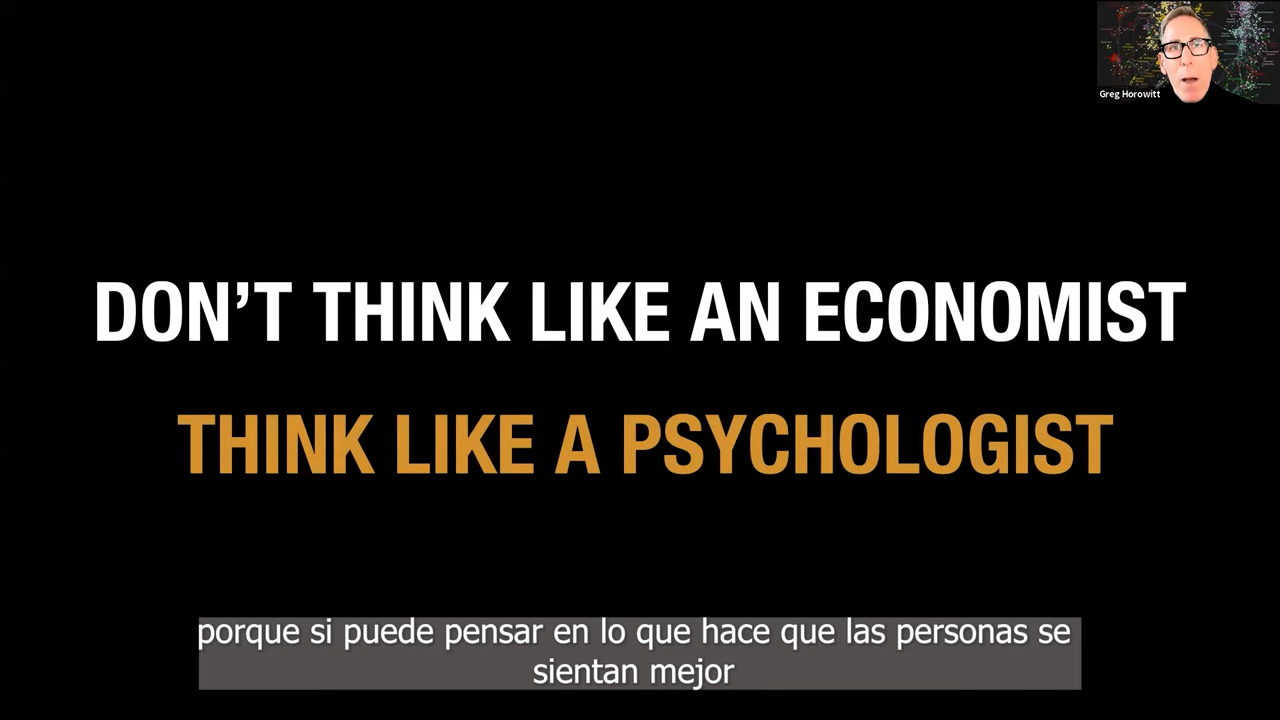 Greg Horowitt
DON'T THINK LIKE AN ECONOMIST
THINK LIKE A PSYCHOLOGIST
porque si puede pensar en lo que hace que las personas se
sientan mejor